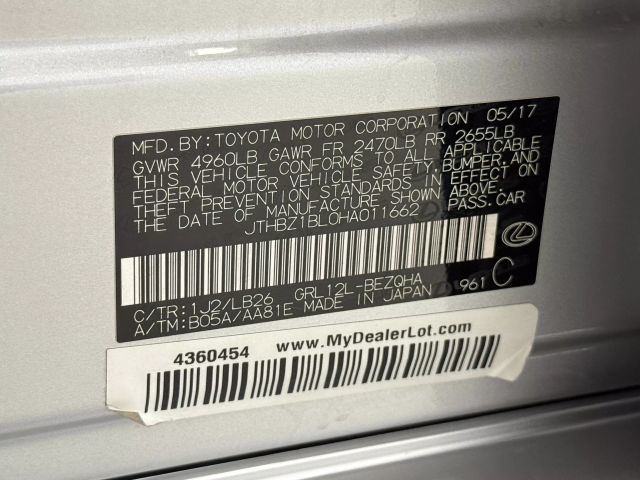 MFD. BY: TOYOTA MOTOR CORPORATION 05/17
GVWR 4960LB GAWR FR 2470LB RR 2655LB
THIS VEHICLE CONFORMS TO ALL APPLICABLE
FEDERAL MOTOR VEHICLE SAFETY, BUMPER, AND
THEFT PREVENTION STANDARDS IN EFFECT ON
THE DATE OF MANUFACTURE SHOWN ABOVE.
JTHBZ1BL0HA011662 PASS. CAR
C/TR: 1J2/LB26 GRL12L-BEZQHA
A/TM: B05A/AA81E MADE IN JAPAN 961 C
4360454 www.MyDealerLot.com